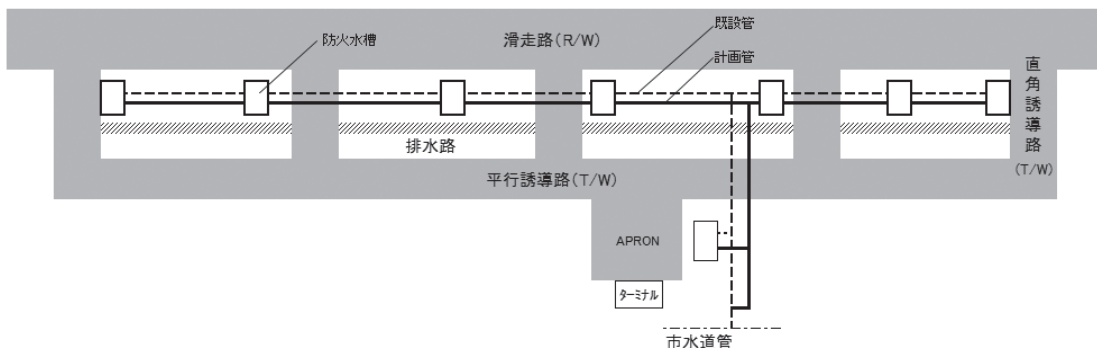 既設管
防火水槽
滑走路(R/W)
計画管
直角誘導路
(T/W)
排水路
平行誘導路(T/W)
APRON
ターミナル
市水道管